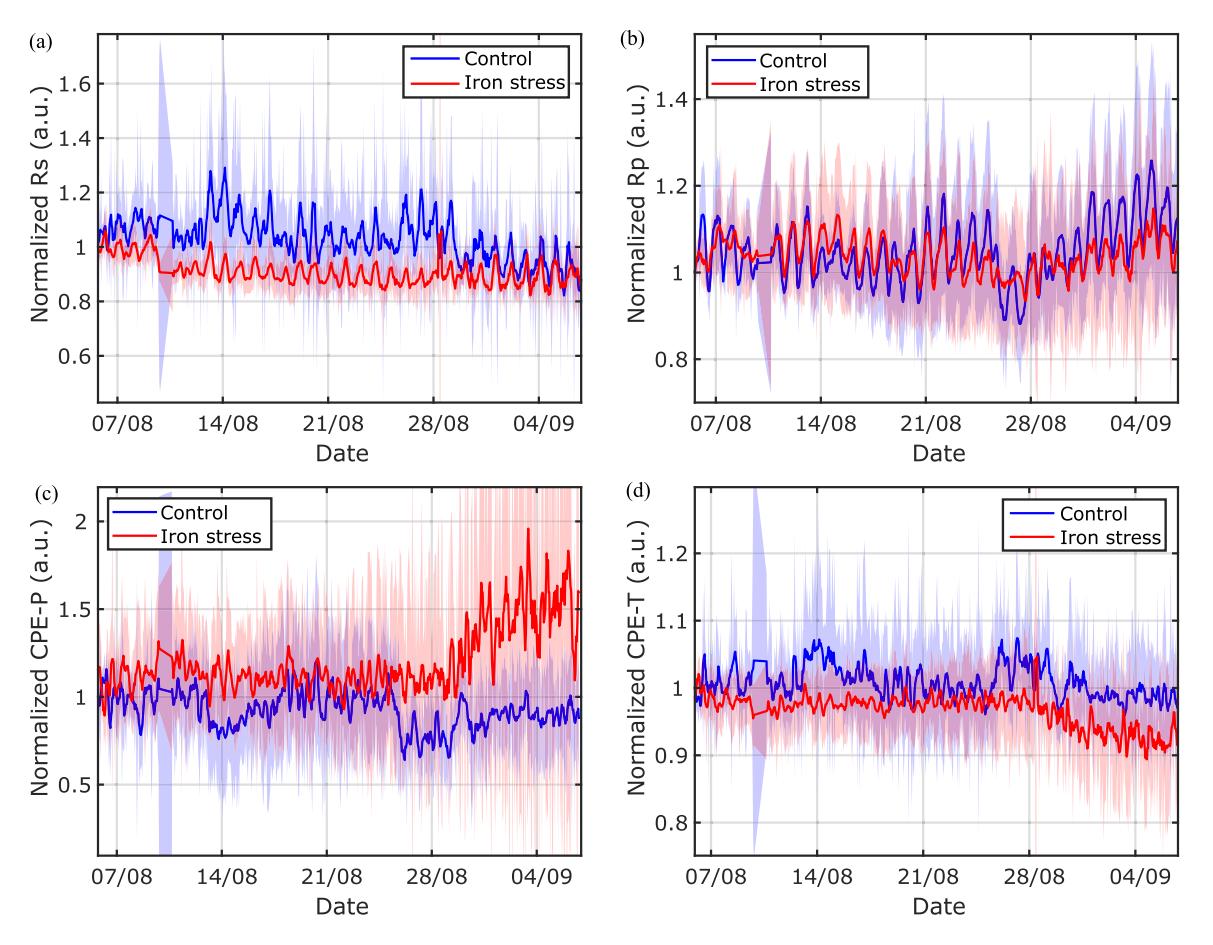 (a)
Control
Iron stress
Normalized Rs (a.u.)
1.6
1.4
1.2
1
0.8
0.6
07/08 14/08 21/08 28/08 04/09
Date
(b)
Control
Iron stress
Normalized Rp (a.u.)
1.4
1.2
1
0.8
07/08 14/08 21/08 28/08 04/09
Date
(c)
Control
Iron stress
Normalized CPE-P (a.u.)
2
1.5
1
0.5
07/08 14/08 21/08 28/08 04/09
Date
(d)
Control
Iron stress
Normalized CPE-T (a.u.)
1.2
1.1
1
0.9
0.8
07/08 14/08 21/08 28/08 04/09
Date